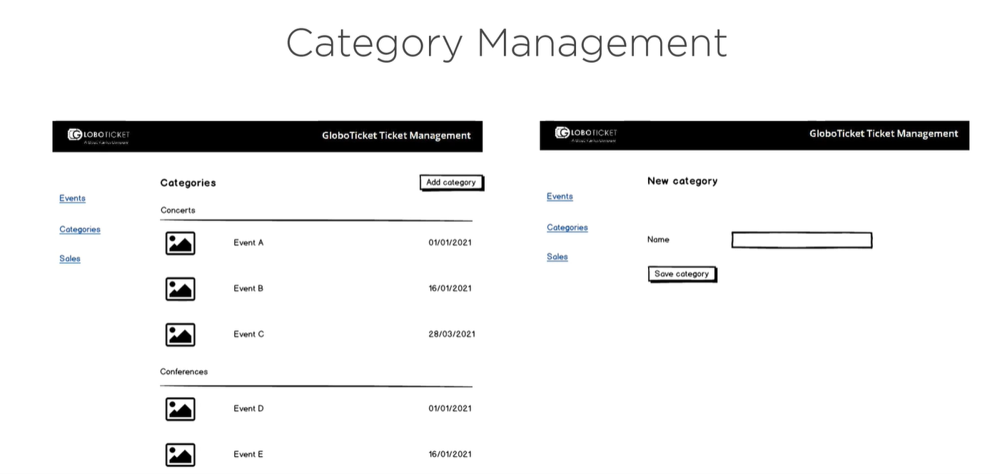 Category Management
GLOBOTICKET
GloboTicket Ticket Management
Events
Categories
Sales
Categories
Add category
Concerts
Event A 01/01/2021
Event B 16/01/2021
Event C 28/03/2021
Conferences
Event D 01/01/2021
Event E 16/01/2021
GLOBOTICKET
GloboTicket Ticket Management
Events
Categories
Sales
New category
Name
Save category